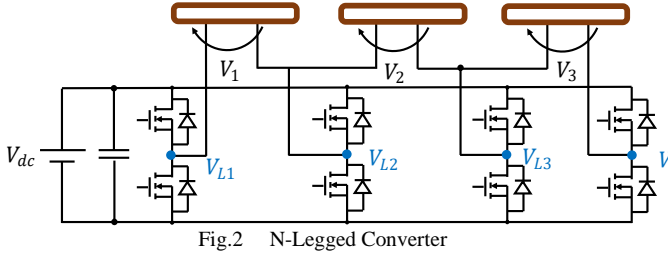 V1
V2
V3
Vdc
VL1
VL2
VL3
V
Fig.2 N-Legged Converter